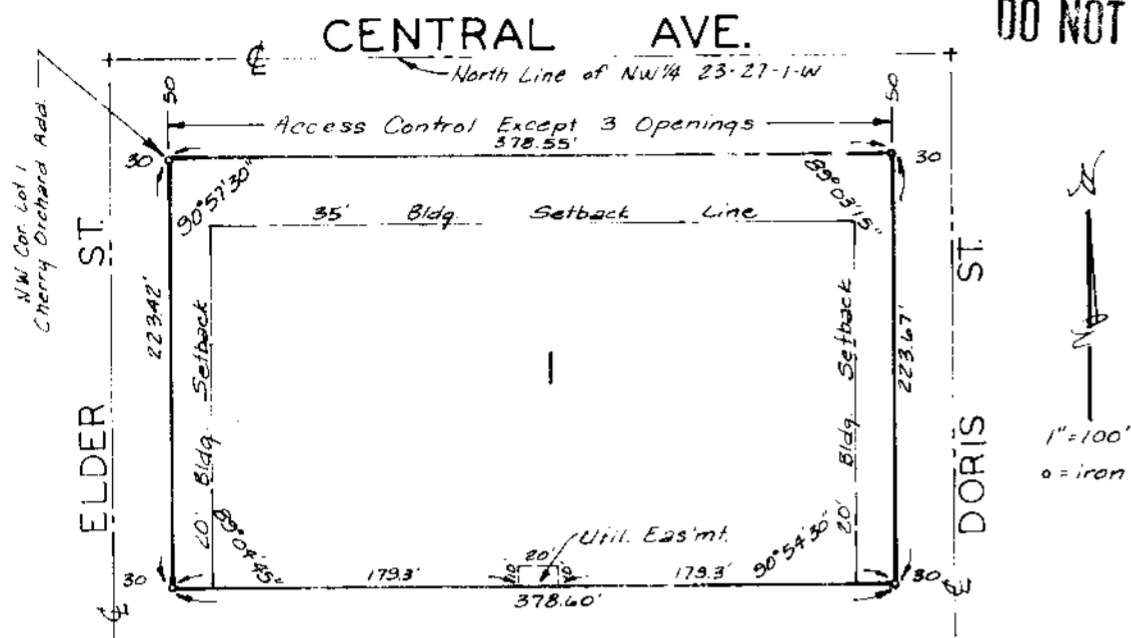 CENTRAL AVE.
DO NOT
North Line of NW¼ 23-27-1-W
50
50
Access Control Except 3 Openings
378.55'
30
30
NW Cor. Lot 1
Cherry Orchard Add.
90°57'30"
89°03'15"
35' Bldg. Setback Line
ELDER ST.
DORIS ST.
223.42'
223.67'
20' Bldg. Setback
20' Bldg. Setback
1
N
1"=100'
o = iron
89°04'45"
90°54'30"
Util. Eas'mt.
20'
10'
10'
179.3'
179.3'
30
30
378.60'